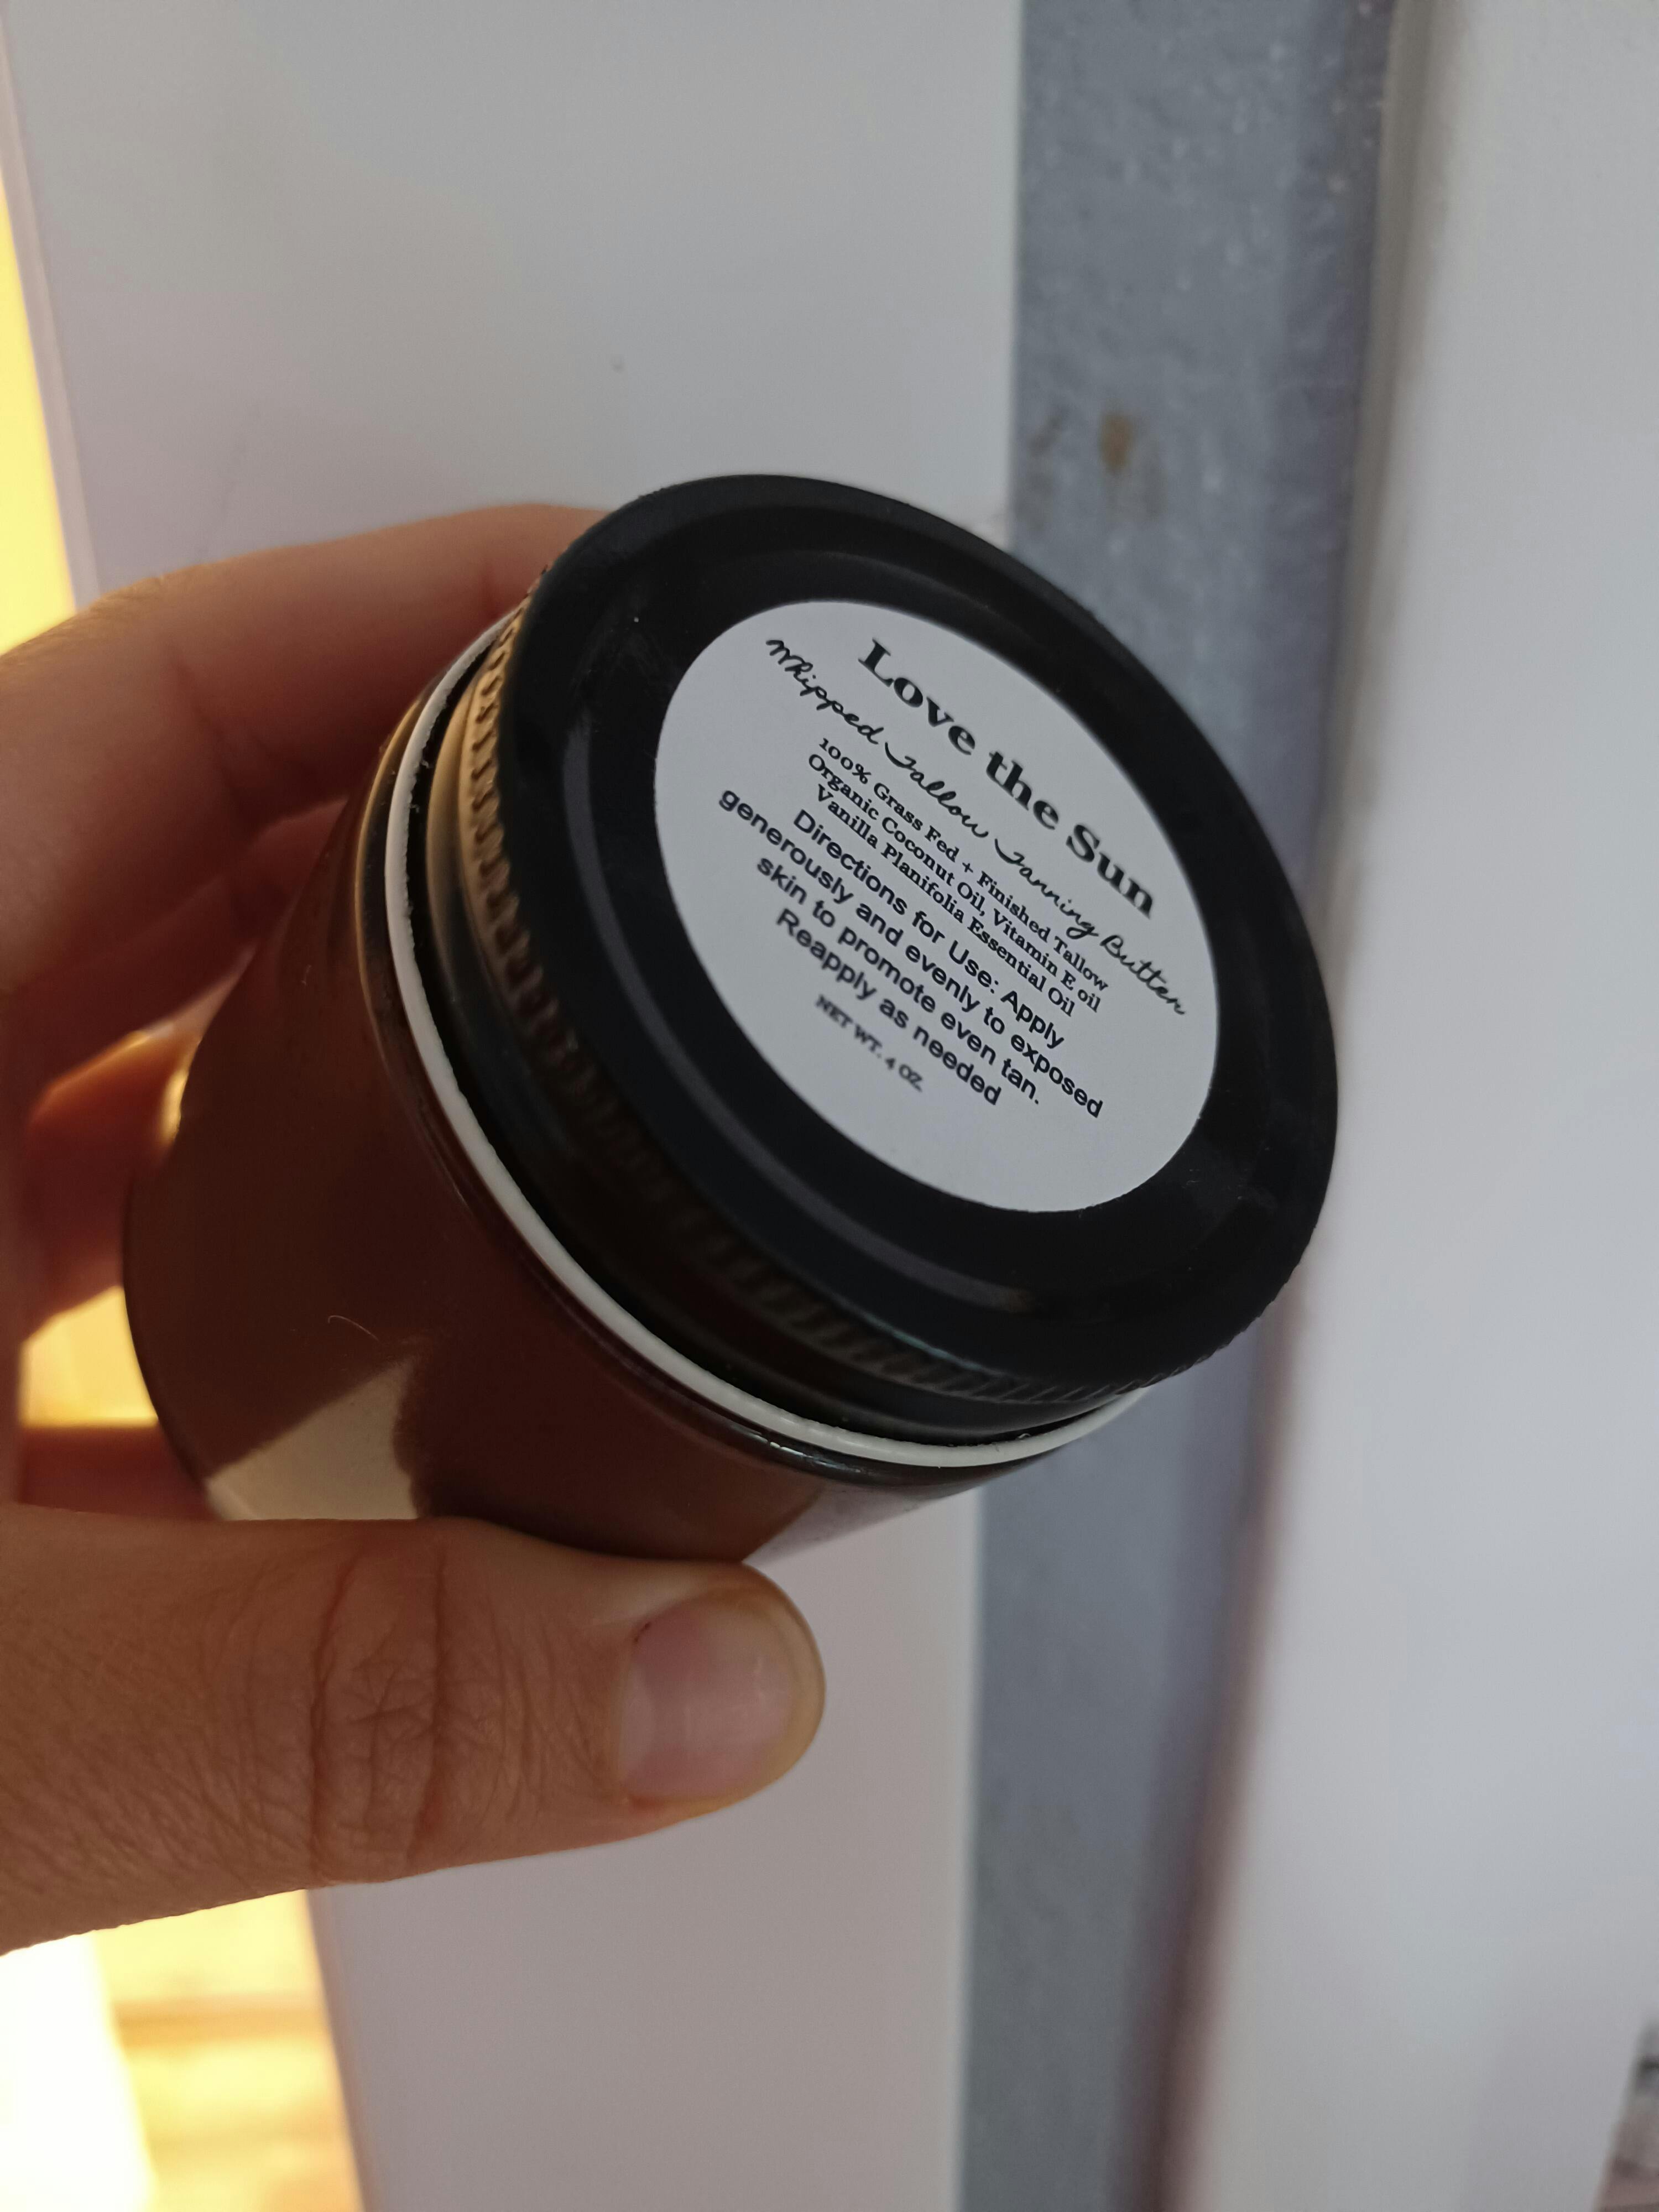 Love the Sun
Whipped Tallow Tanning Butter
100% Grass Fed + Finished Tallow
Organic Coconut Oil, Vitamin E oil
Vanilla Planifolia Essential Oil
Directions for Use: Apply
generously and evenly to exposed
skin to promote even tan.
Reapply as needed
NET WT. 4 OZ.